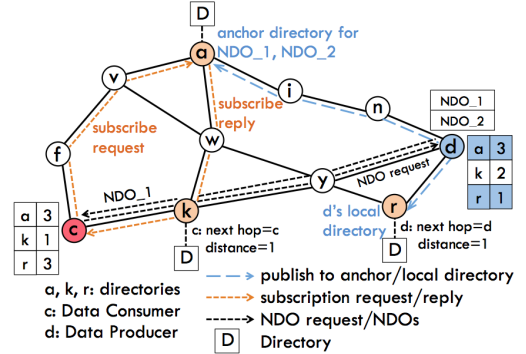 D
anchor directory for
NDO_1, NDO_2
a
v
i
n
subscribe
request
subscribe
reply
f
w
NDO_1
NDO_2
d
a 3
k 2
r 1
NDO request
y
NDO_1
a 3
k 1
r 3
c
k
r
d's local
directory
c: next hop=c
distance=1
d: next hop=d
distance=1
D
D
a, k, r: directories
c: Data Consumer
d: Data Producer
publish to anchor/local directory
subscription request/reply
NDO request/NDOs
D Directory